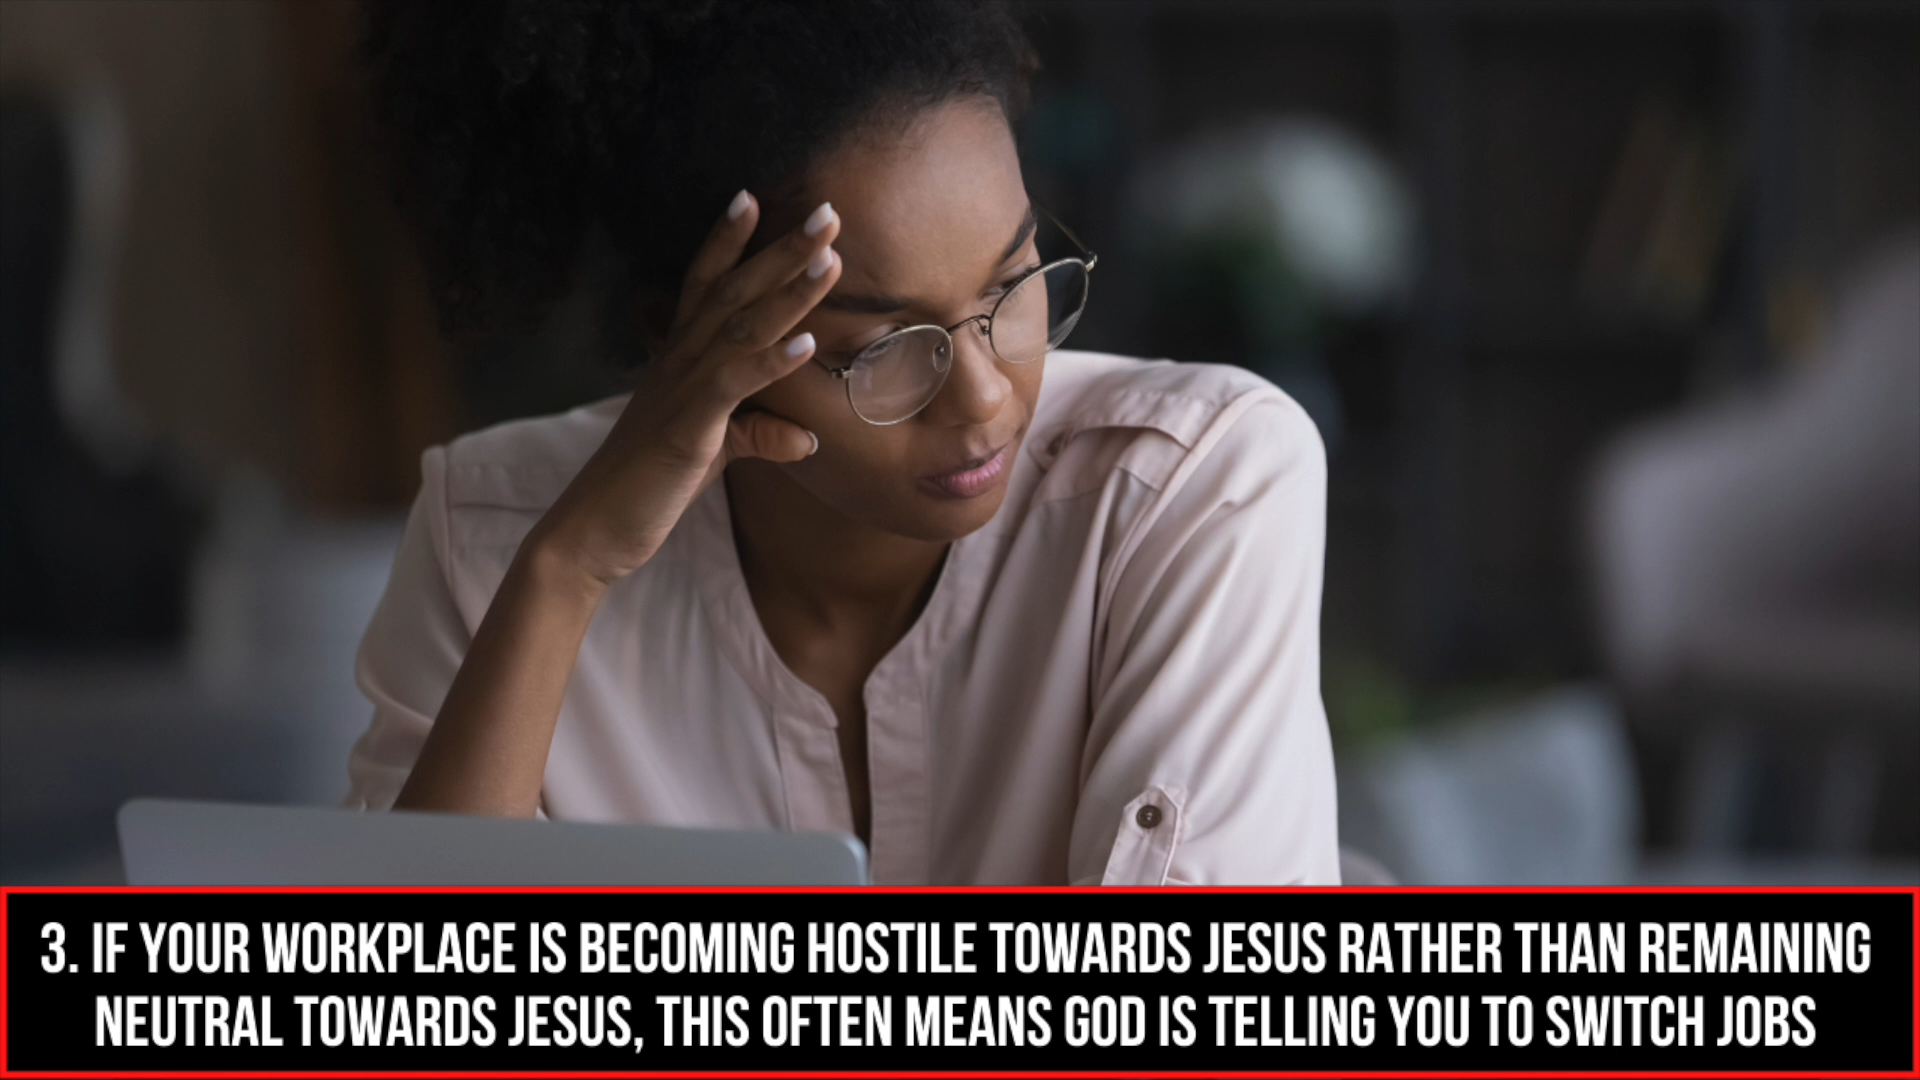 3. IF YOUR WORKPLACE IS BECOMING HOSTILE TOWARDS JESUS RATHER THAN REMAINING
NEUTRAL TOWARDS JESUS, THIS OFTEN MEANS GOD IS TELLING YOU TO SWITCH JOBS